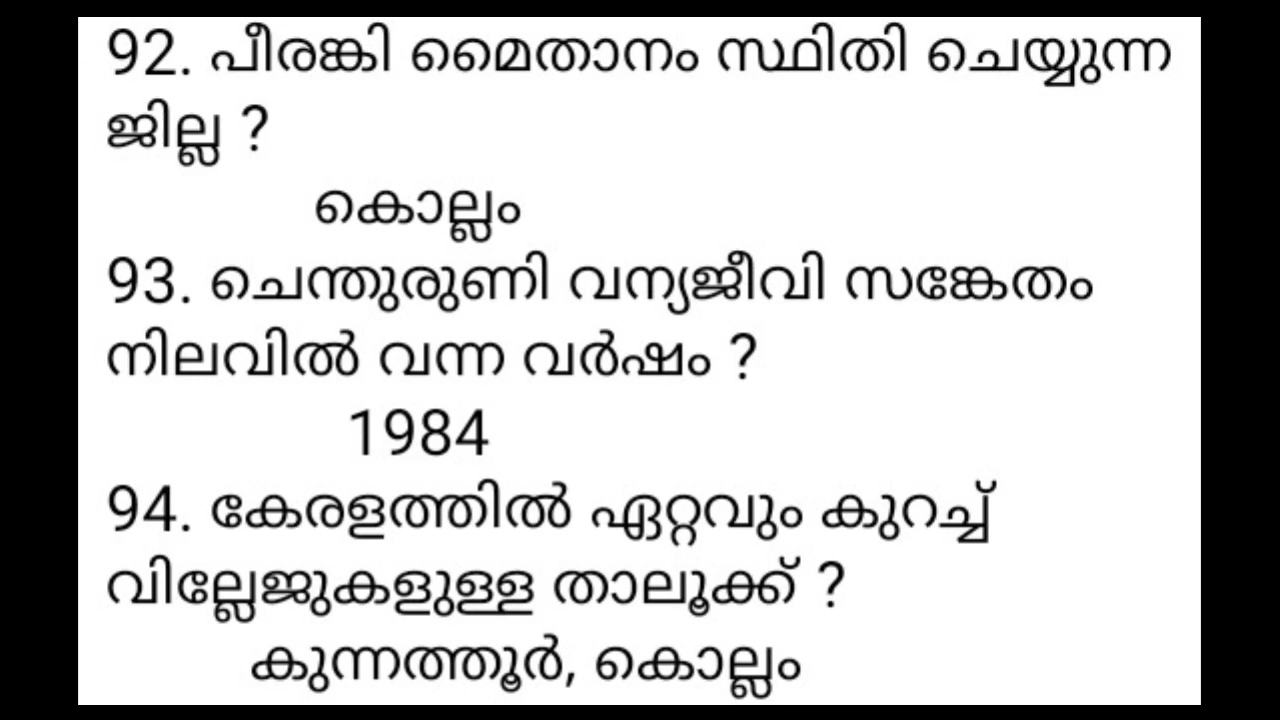 92. പീരങ്കി മൈതാനം സ്ഥിതി ചെയ്യുന്ന
ജില്ല ?
കൊല്ലം
93. ചെന്തുരുണി വന്യജീവി സങ്കേതം
നിലവിൽ വന്ന വർഷം ?
1984
94. കേരളത്തിൽ ഏറ്റവും കുറച്ച്
വില്ലേജുകളുള്ള താലൂക്ക് ?
കുന്നത്തൂർ, കൊല്ലം